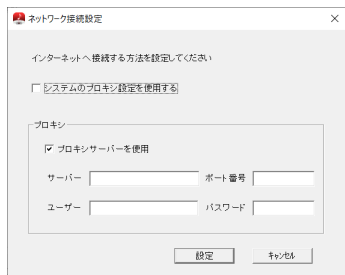 ネットワーク接続設定
インターネットへ接続する方法を設定してください
システムのプロキシ設定を使用する
プロキシ
プロキシサーバーを使用
サーバー ポート番号
ユーザー パスワード
設定 キャンセル